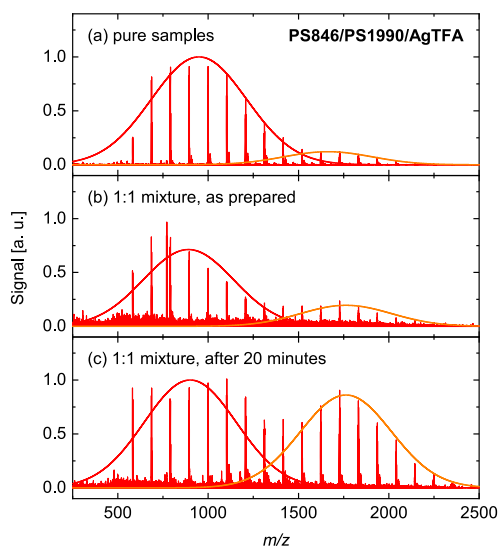 (a) pure samples PS846/PS1990/AgTFA
1.0
0.5
0.0
(b) 1:1 mixture, as prepared
1.0
0.5
0.0
Signal [a. u.]
(c) 1:1 mixture, after 20 minutes
1.0
0.5
0.0
500 1000 1500 2000 2500
m/z